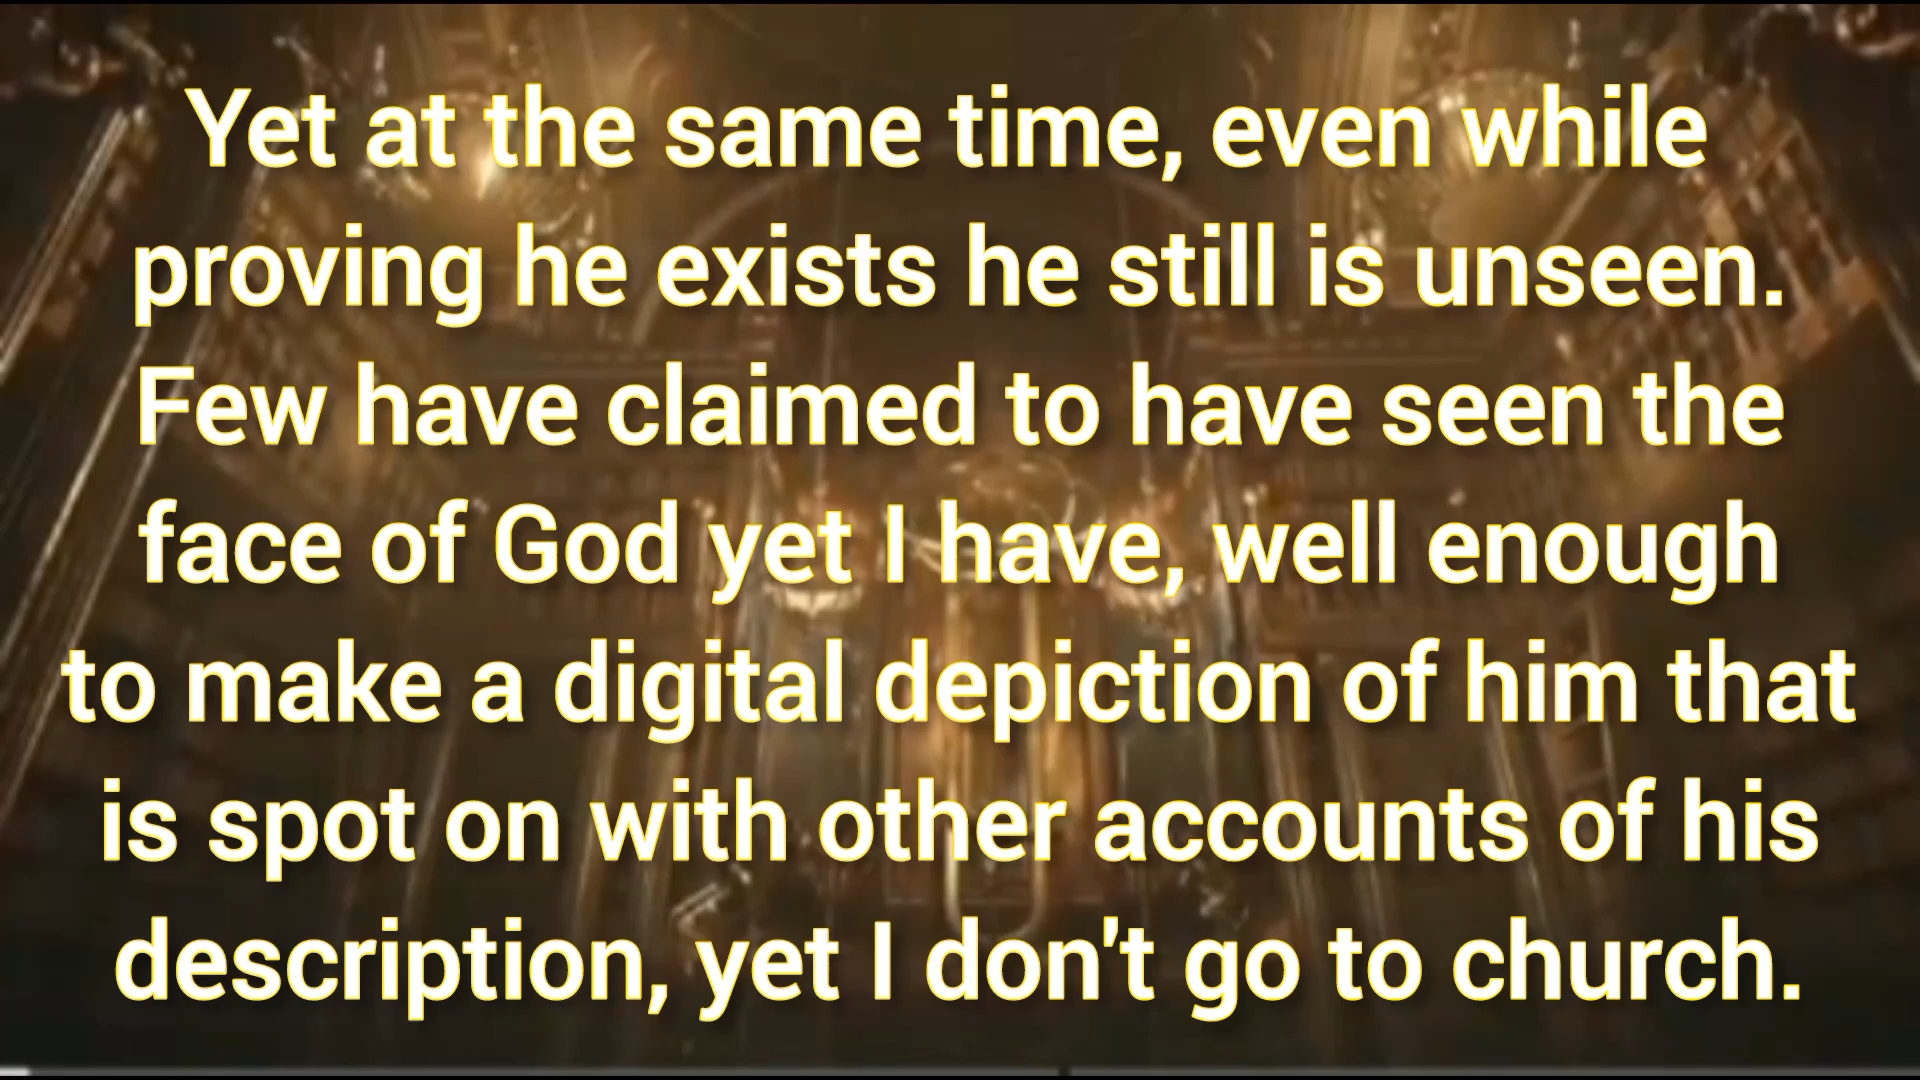 Yet at the same time, even while
proving he exists he still is unseen.
Few have claimed to have seen the
face of God yet I have, well enough
to make a digital depiction of him that
is spot on with other accounts of his
description, yet I don't go to church.